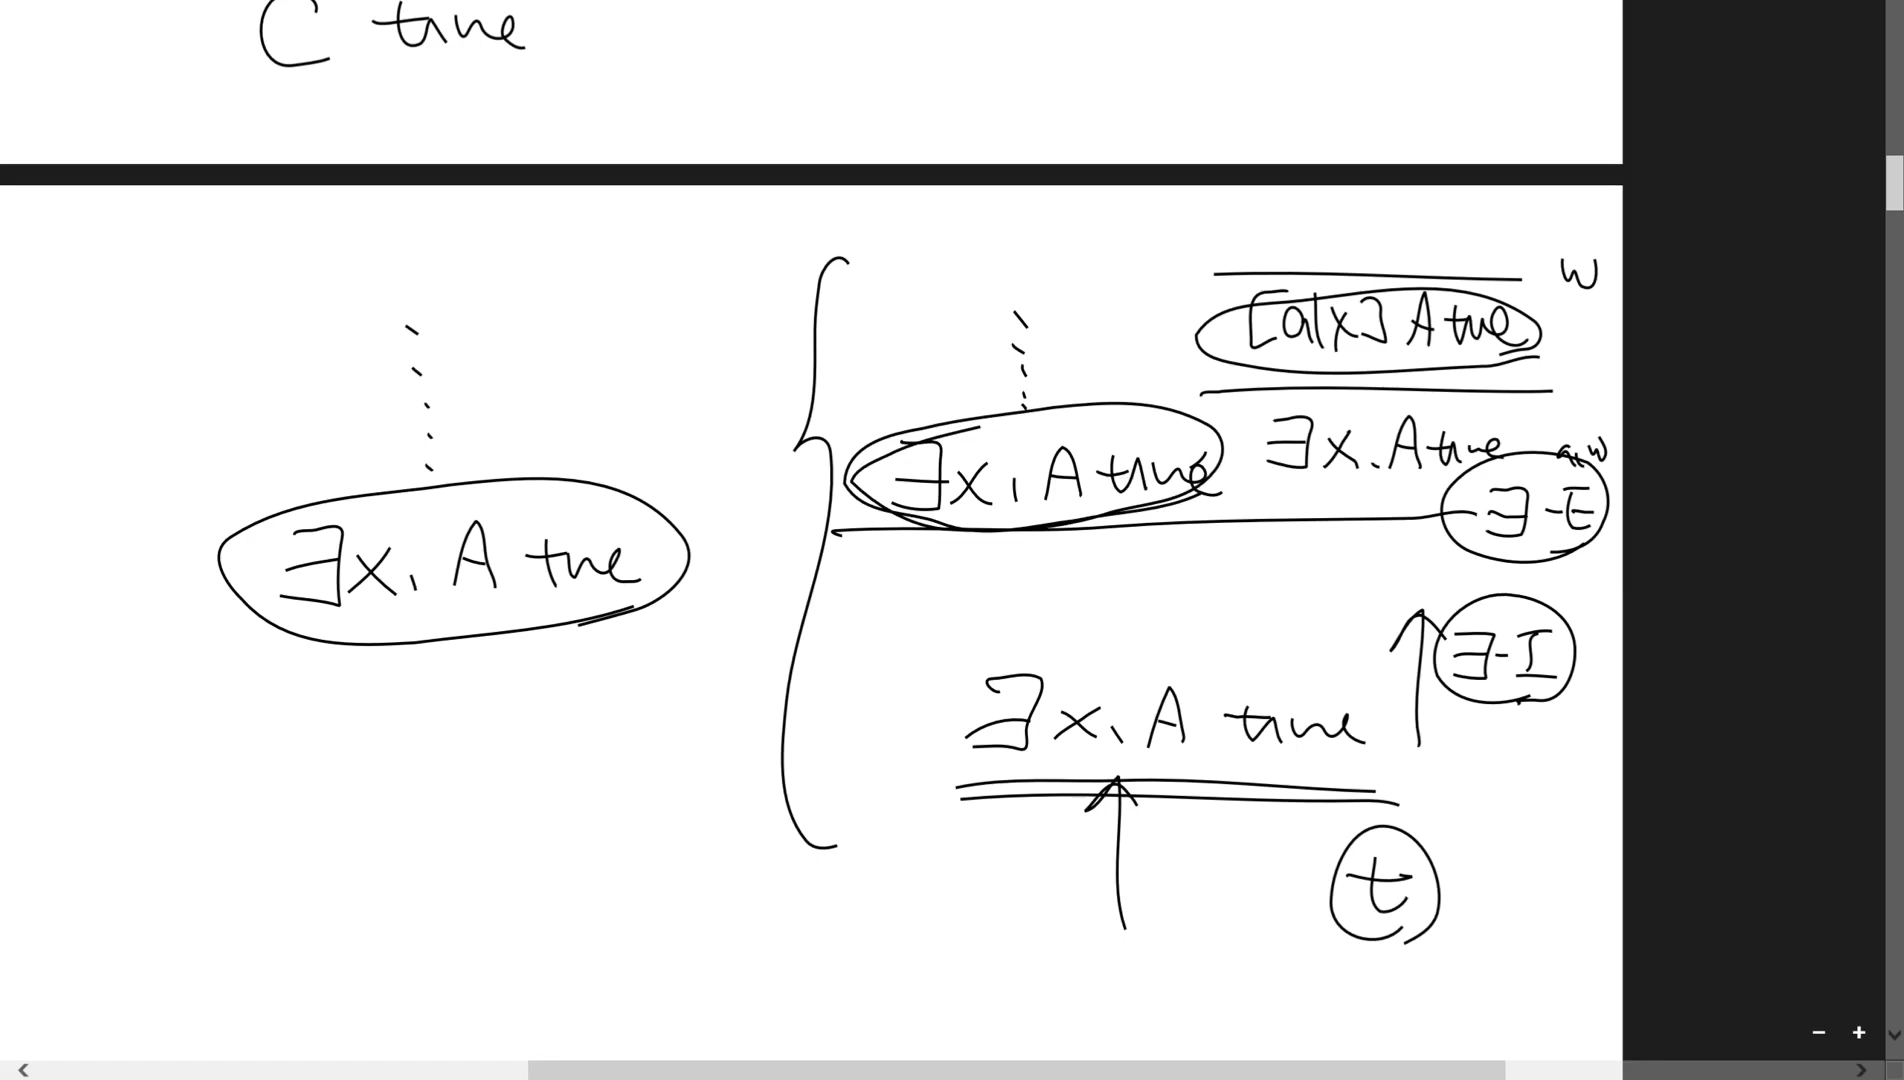 C true
w
[a/x] A true
∃x. A true
∃x. A true
a,w
∃x. A true
∃-E
∃-I
∃x. A true
t